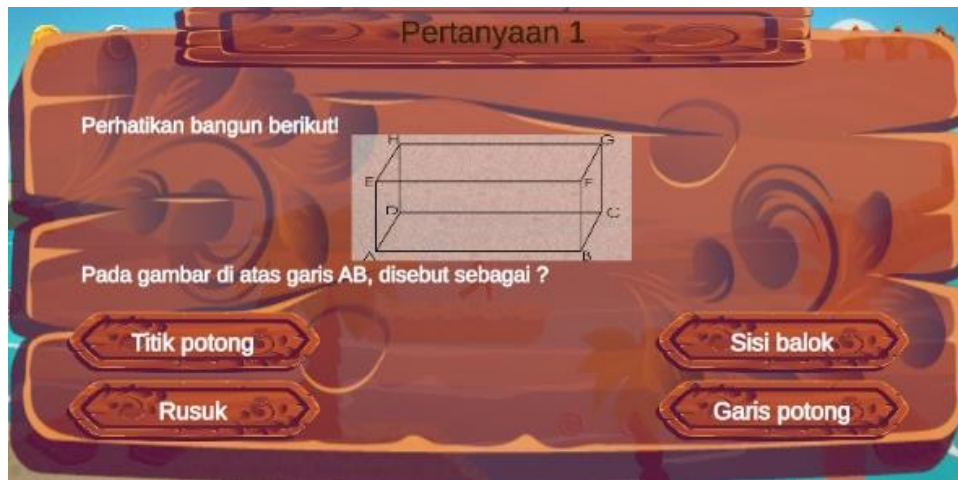 Pertanyaan 1
Perhatikan bangun berikut!
H G
E F
D C
A B
Pada gambar di atas garis AB, disebut sebagai ?
Titik potong
Sisi balok
Rusuk
Garis potong